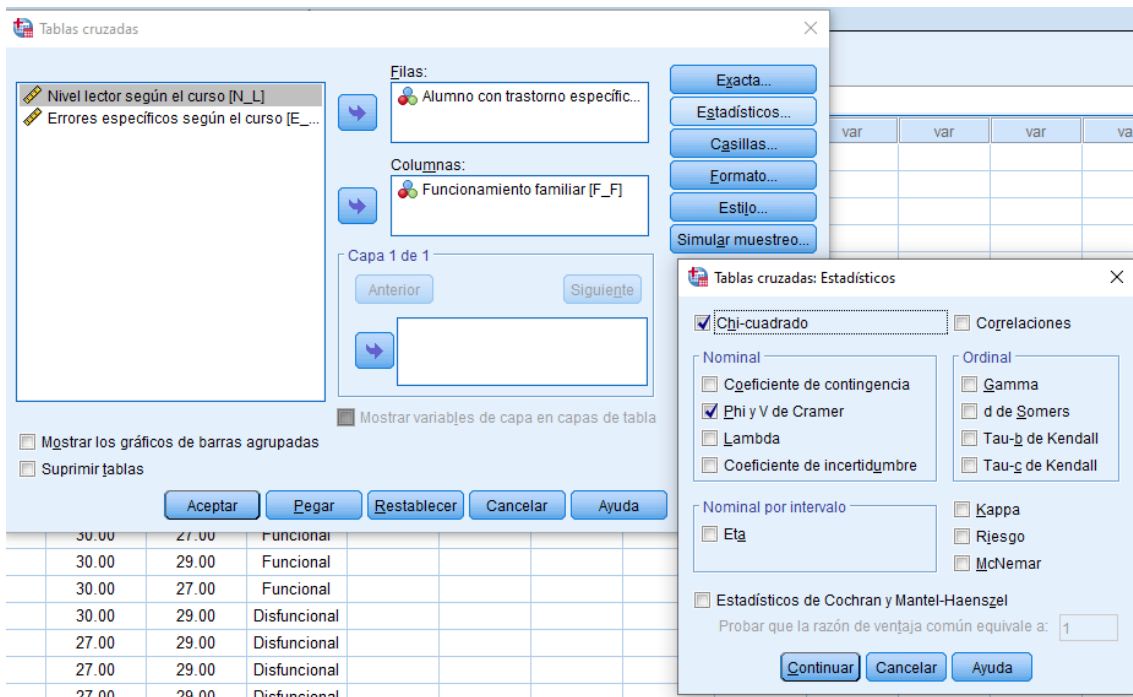 Tablas cruzadas
Nivel lector según el curso [N_L]
Errores específicos según el curso [E_...
Filas:
Alumno con trastorno específic...
Columnas:
Funcionamiento familiar [F_F]
Capa 1 de 1
Anterior
Siguiente
Mostrar variables de capa en capas de tabla
Mostrar los gráficos de barras agrupadas
Suprimir tablas
Aceptar
Pegar
Restablecer
Cancelar
Ayuda
Exacta...
Estadísticos...
Casillas...
Formato...
Estilo...
Simular muestreo...
var var var va
Tablas cruzadas: Estadísticos
Chi-cuadrado
Correlaciones
Nominal
Coeficiente de contingencia
Phi y V de Cramer
Lambda
Coeficiente de incertidumbre
Ordinal
Gamma
d de Somers
Tau-b de Kendall
Tau-c de Kendall
Nominal por intervalo
Eta
Kappa
Riesgo
McNemar
Estadísticos de Cochran y Mantel-Haenszel
Probar que la razón de ventaja común equivale a: 1
Continuar
Cancelar
Ayuda
30.00 27.00 Funcional
30.00 29.00 Funcional
30.00 27.00 Funcional
30.00 29.00 Disfuncional
27.00 29.00 Disfuncional
27.00 29.00 Disfuncional
27.00 29.00 Disfuncional